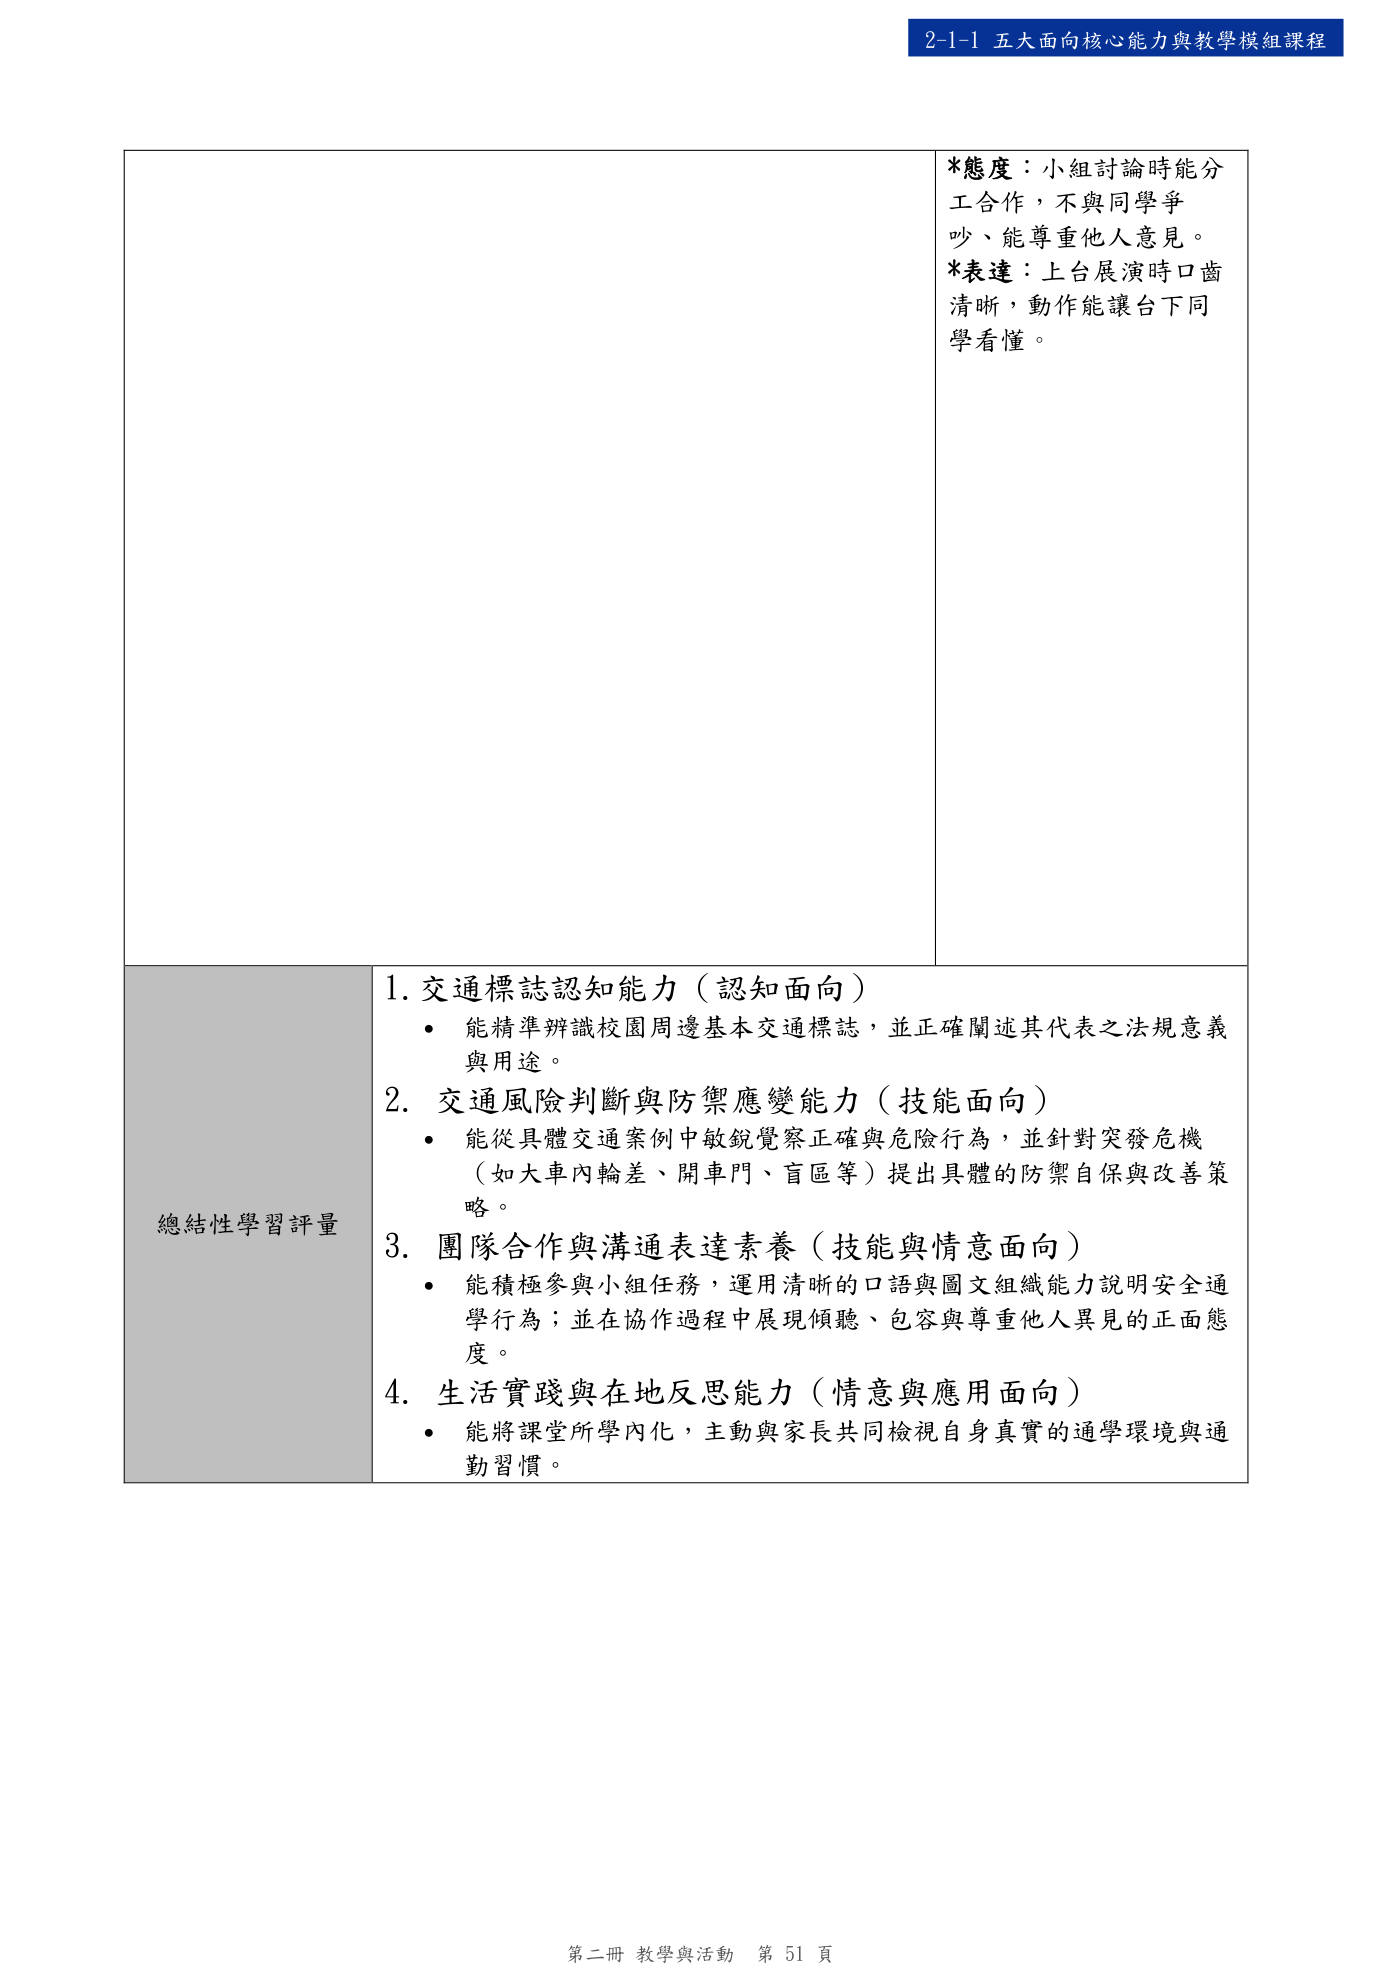 2-1-1 五大面向核心能力與教學模組課程
*態度：小組討論時能分
工合作，不與同學爭
吵、能尊重他人意見。
*表達：上台展演時口齒
清晰，動作能讓台下同
學看懂。
總結性學習評量
1. 交通標誌認知能力（認知面向）
• 能精準辨識校園周邊基本交通標誌，並正確闡述其代表之法規意義
與用途。
2. 交通風險判斷與防禦應變能力（技能面向）
• 能從具體交通案例中敏銳覺察正確與危險行為，並針對突發危機
（如大車內輪差、開車門、盲區等）提出具體的防禦自保與改善策
略。
3. 團隊合作與溝通表達素養（技能與情意面向）
• 能積極參與小組任務，運用清晰的口語與圖文組織能力說明安全通
學行為；並在協作過程中展現傾聽、包容與尊重他人異見的正面態
度。
4. 生活實踐與在地反思能力（情意與應用面向）
• 能將課堂所學內化，主動與家長共同檢視自身真實的通學環境與通
勤習慣。
第二冊 教學與活動 第 51 頁